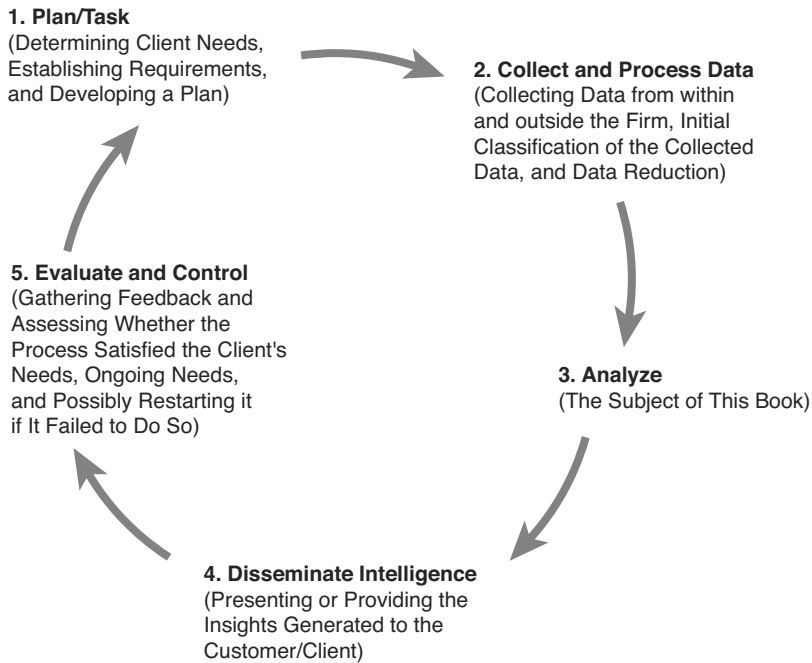 1. Plan/Task
(Determining Client Needs,
Establishing Requirements,
and Developing a Plan)
2. Collect and Process Data
(Collecting Data from within
and outside the Firm, Initial
Classification of the Collected
Data, and Data Reduction)
3. Analyze
(The Subject of This Book)
4. Disseminate Intelligence
(Presenting or Providing the
Insights Generated to the
Customer/Client)
5. Evaluate and Control
(Gathering Feedback and
Assessing Whether the
Process Satisfied the Client's
Needs, Ongoing Needs,
and Possibly Restarting it
if It Failed to Do So)